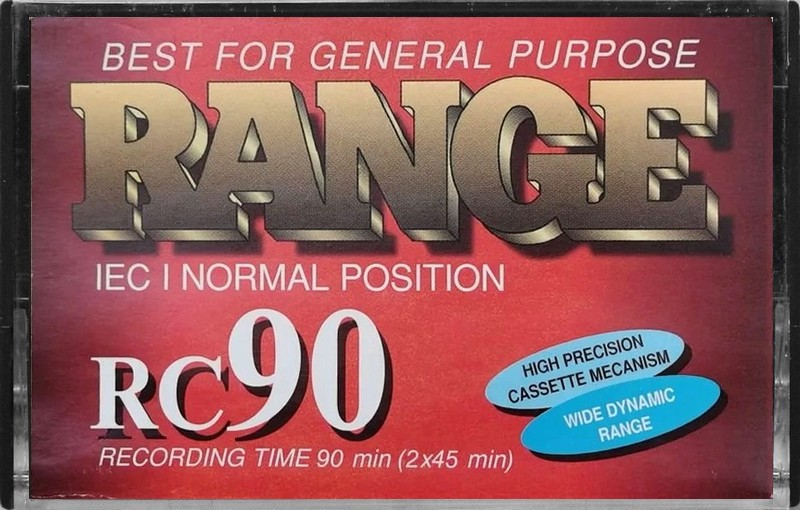 BEST FOR GENERAL PURPOSE
RANGE
IEC I NORMAL POSITION
RC90
RECORDING TIME 90 min (2x45 min)
HIGH PRECISION
CASSETTE MECANISM
WIDE DYNAMIC
RANGE